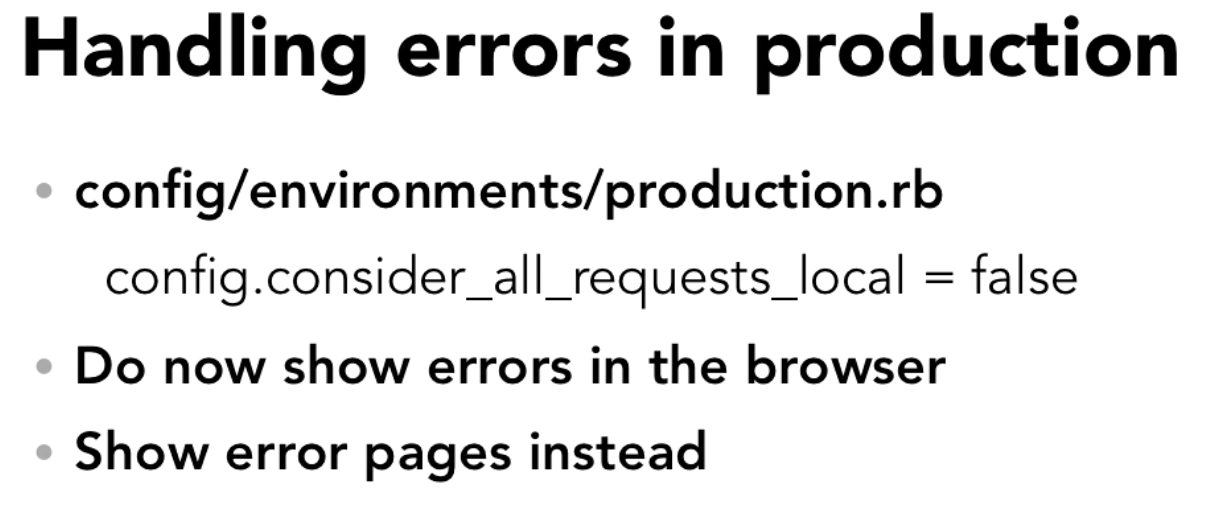 Handling errors in production
• config/environments/production.rb
config.consider_all_requests_local = false
• Do now show errors in the browser
• Show error pages instead